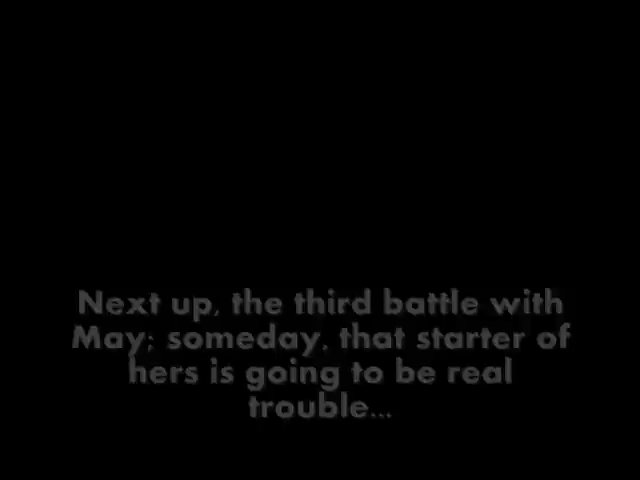 Next up, the third battle with
May; someday, that starter of
hers is going to be real
trouble...